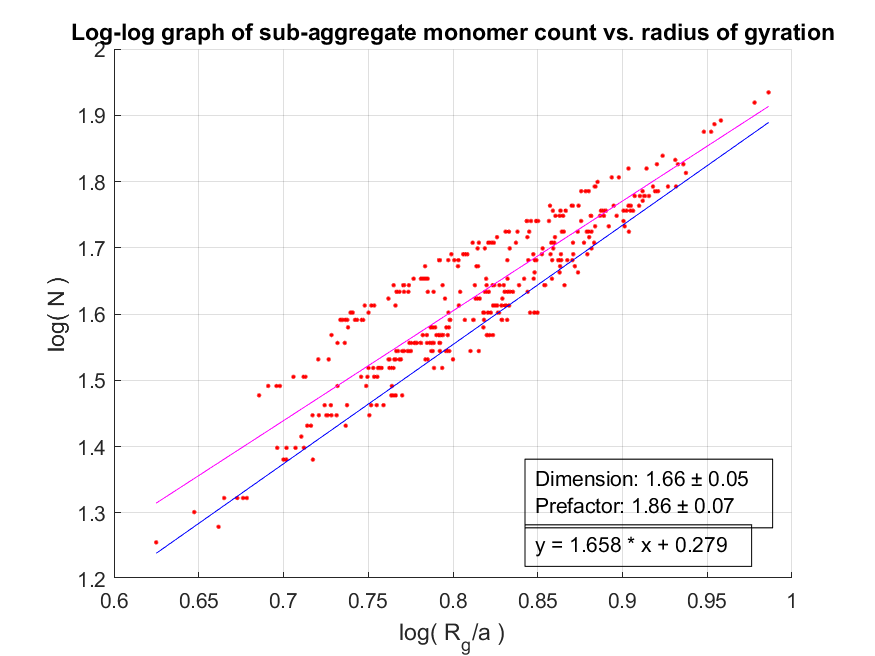 Log-log graph of sub-aggregate monomer count vs. radius of gyration
2
1.9
1.8
1.7
1.6
1.5
1.4
1.3
1.2
log( N )
Dimension: 1.66 ± 0.05
Prefactor: 1.86 ± 0.07
y = 1.658 * x + 0.279
0.6 0.65 0.7 0.75 0.8 0.85 0.9 0.95 1
log( R_g/a )